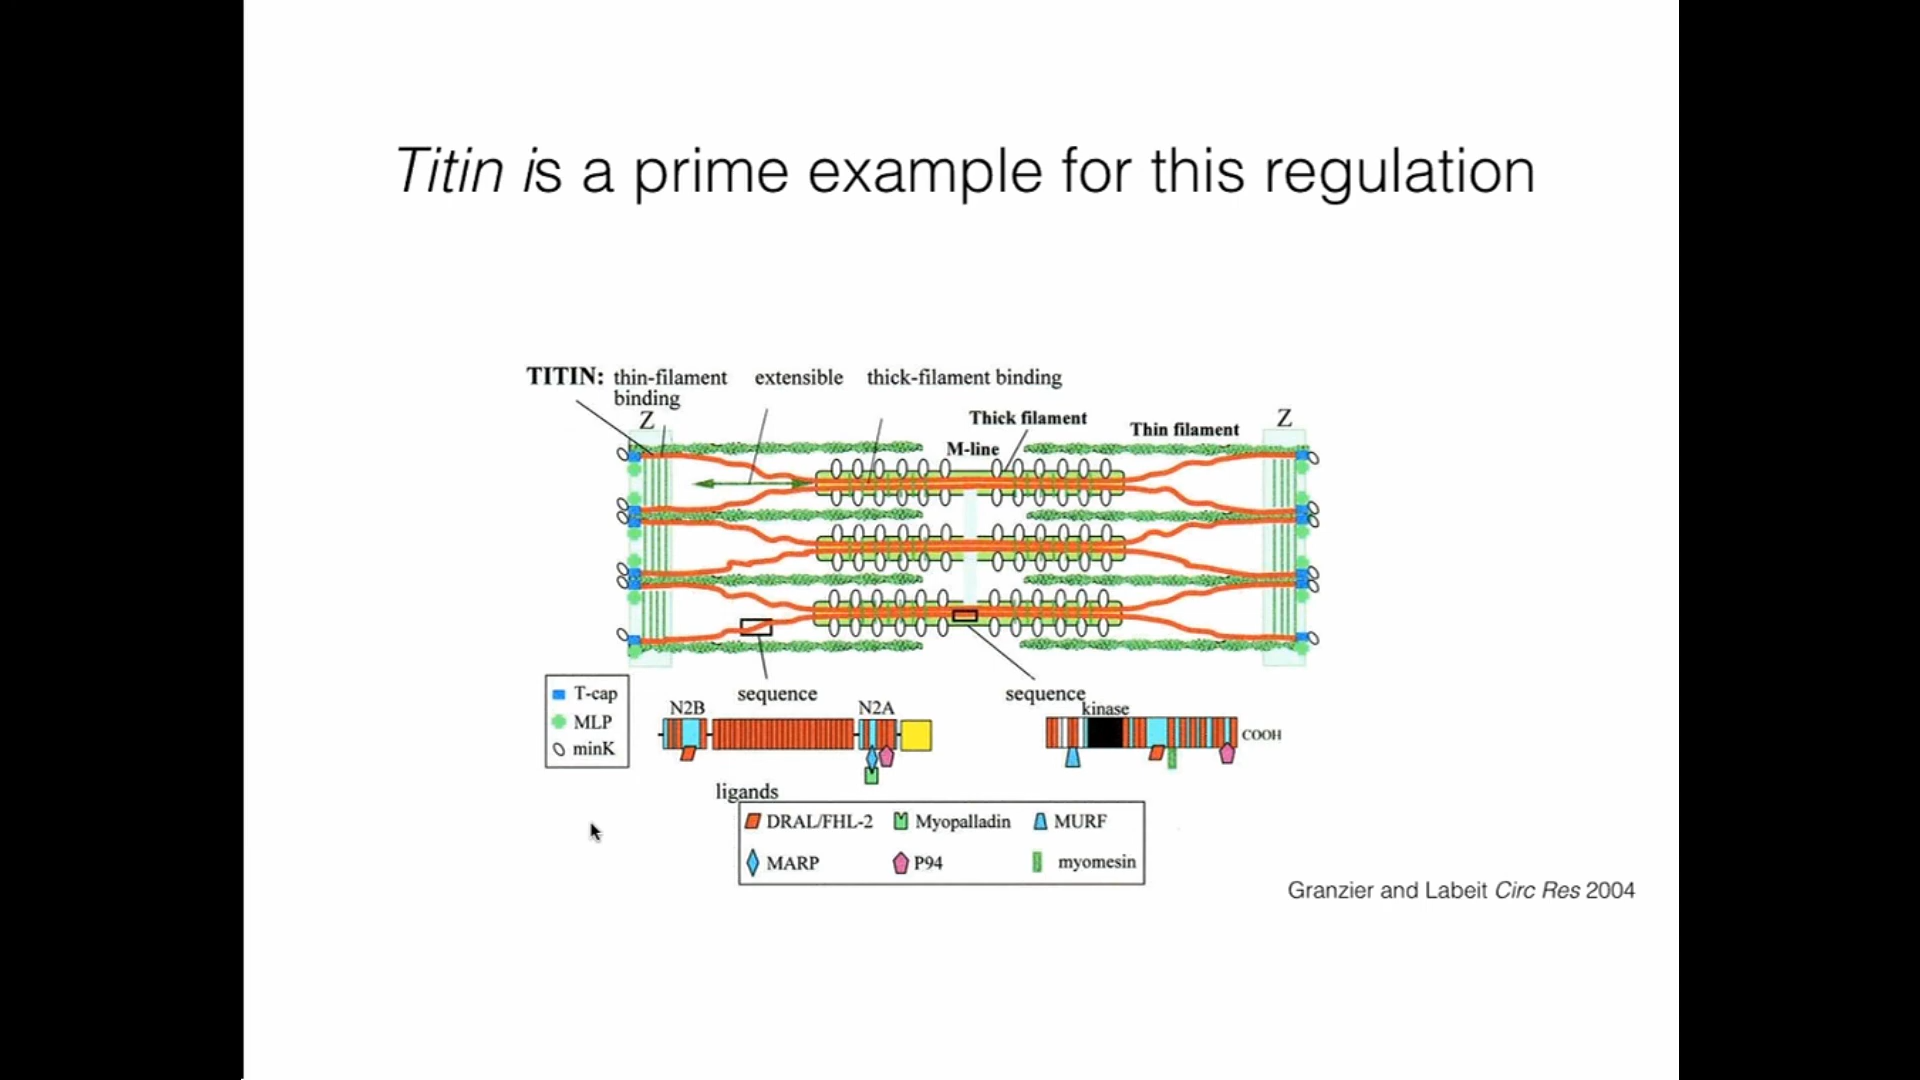 Titin is a prime example for this regulation
TITIN: thin-filament binding
extensible
thick-filament binding
Z
Thick filament
Z
Thin filament
M-line
sequence
sequence
T-cap
MLP
minK
N2B
N2A
kinase
COOH
ligands
DRAL/FHL-2
Myopalladin
MURF
MARP
P94
myomesin
Granzier and Labeit Circ Res 2004